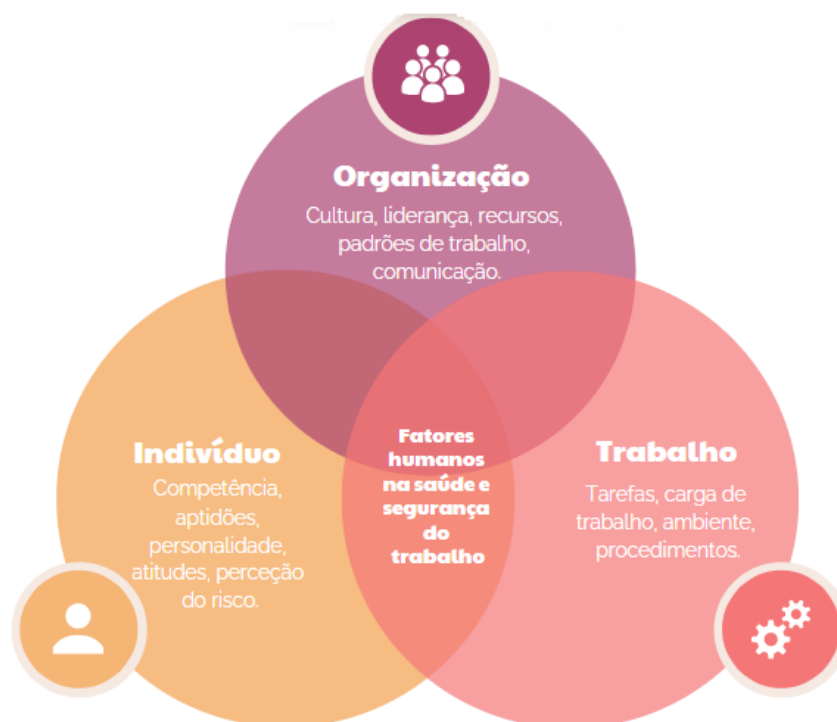 Organização
Cultura, liderança, recursos,
padrões de trabalho,
comunicação.
Indivíduo
Competência,
aptidões,
personalidade,
atitudes, perceção
do risco.
Fatores
humanos
na saúde e
segurança
do
trabalho
Trabalho
Tarefas, carga de
trabalho, ambiente,
procedimentos.